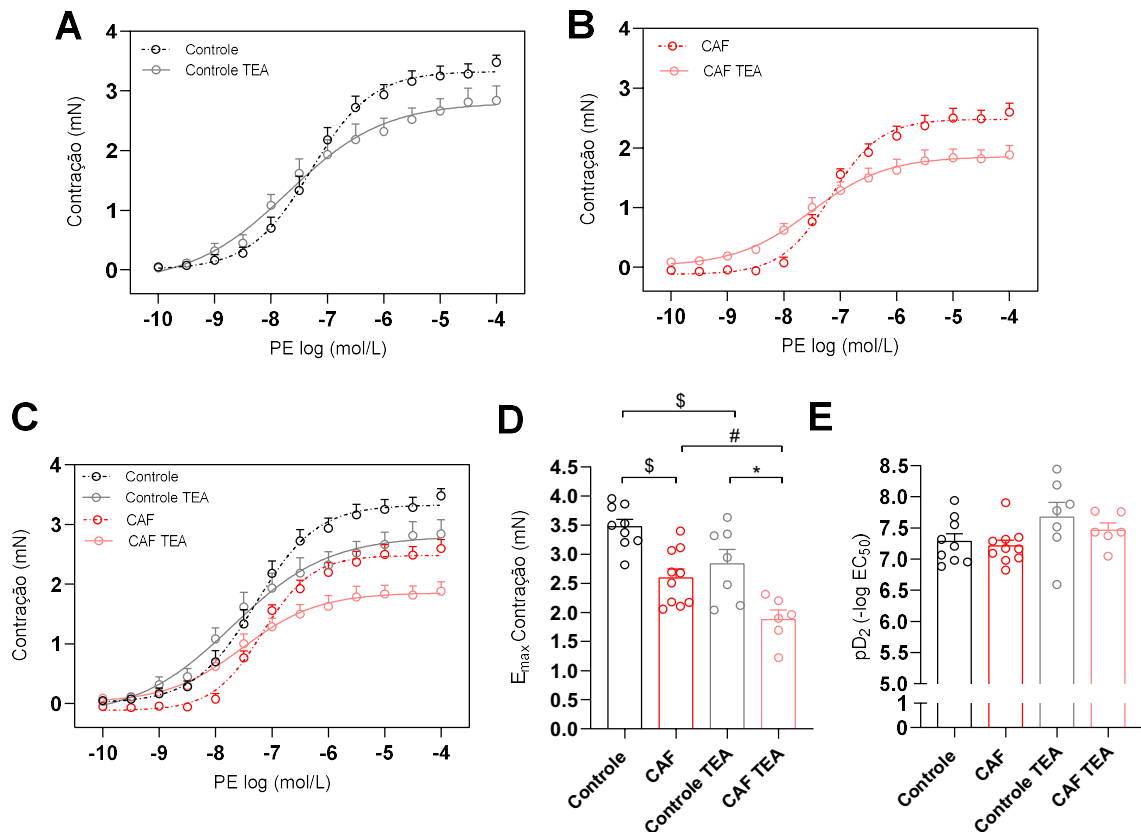 A
Controle
Controle TEA
4
3
2
1
0
Contração (mN)
-10 -9 -8 -7 -6 -5 -4
PE log (mol/L)
B
CAF
CAF TEA
4
3
2
1
0
Contração (mN)
-10 -9 -8 -7 -6 -5 -4
PE log (mol/L)
C
Controle
Controle TEA
CAF
CAF TEA
4
3
2
1
0
Contração (mN)
-10 -9 -8 -7 -6 -5 -4
PE log (mol/L)
D
$
#
$ *
4.5
4.0
3.5
3.0
2.5
2.0
1.5
1.0
0.5
0.0
Emax Contração (mN)
Controle
CAF
Controle TEA
CAF TEA
E
8.5
8.0
7.5
7.0
6.5
6.0
5.5
5.0
1
0
pD2 (-log EC50)
Controle
CAF
Controle TEA
CAF TEA